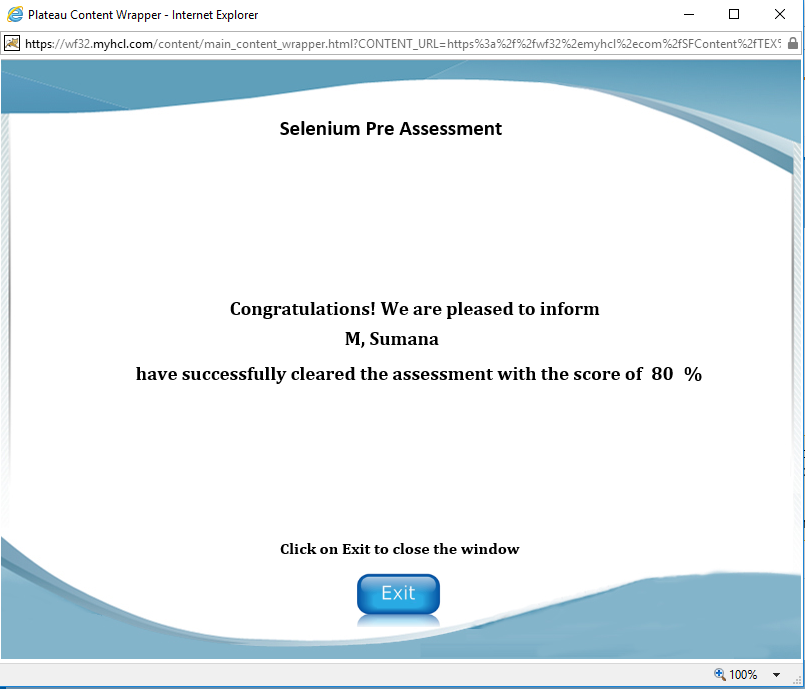 Plateau Content Wrapper - Internet Explorer
https://wf32.myhcl.com/content/main_content_wrapper.html?CONTENT_URL=https%3a%2f%2fwf32%2emyhcl%2ecom%2fSFContent%2fTEX%
Selenium Pre Assessment
Congratulations! We are pleased to inform
M, Sumana
have successfully cleared the assessment with the score of 80 %
Click on Exit to close the window
Exit
100%